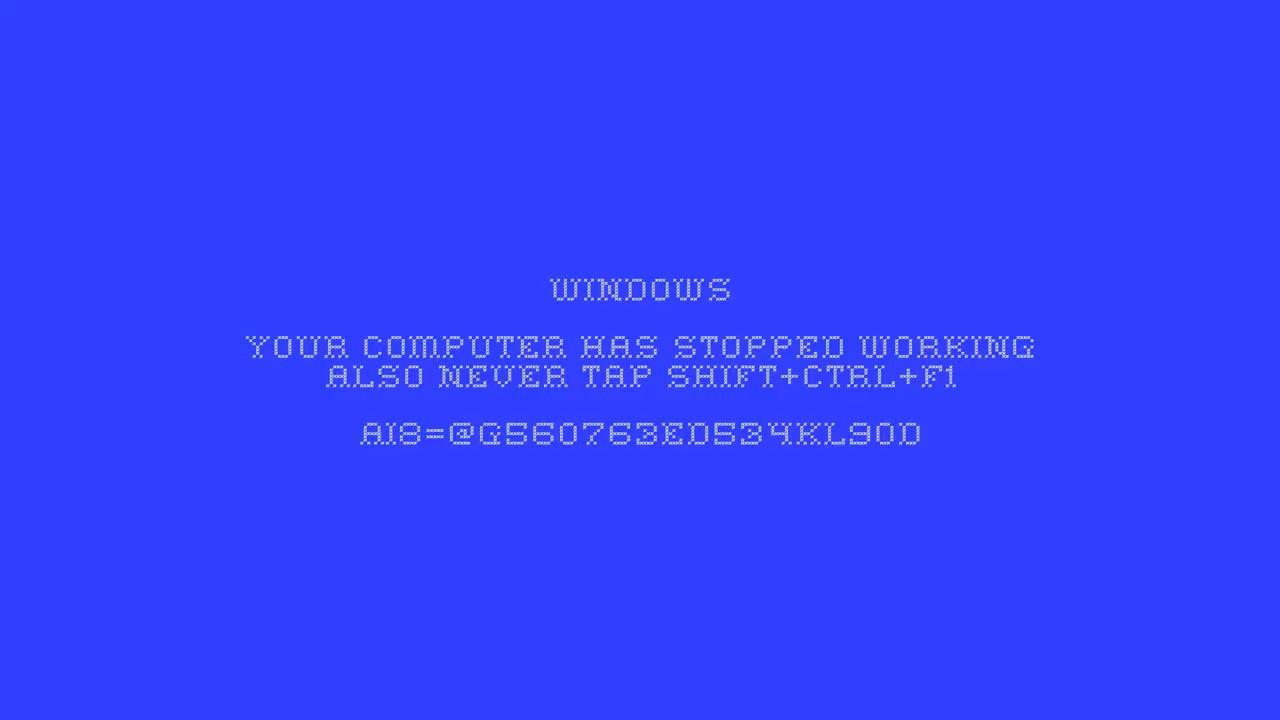 WINDOWS
YOUR COMPUTER HAS STOPPED WORKING
ALSO NEVER TAP SHIFT+CTRL+F1
AI8=@G560763ED534KL90D